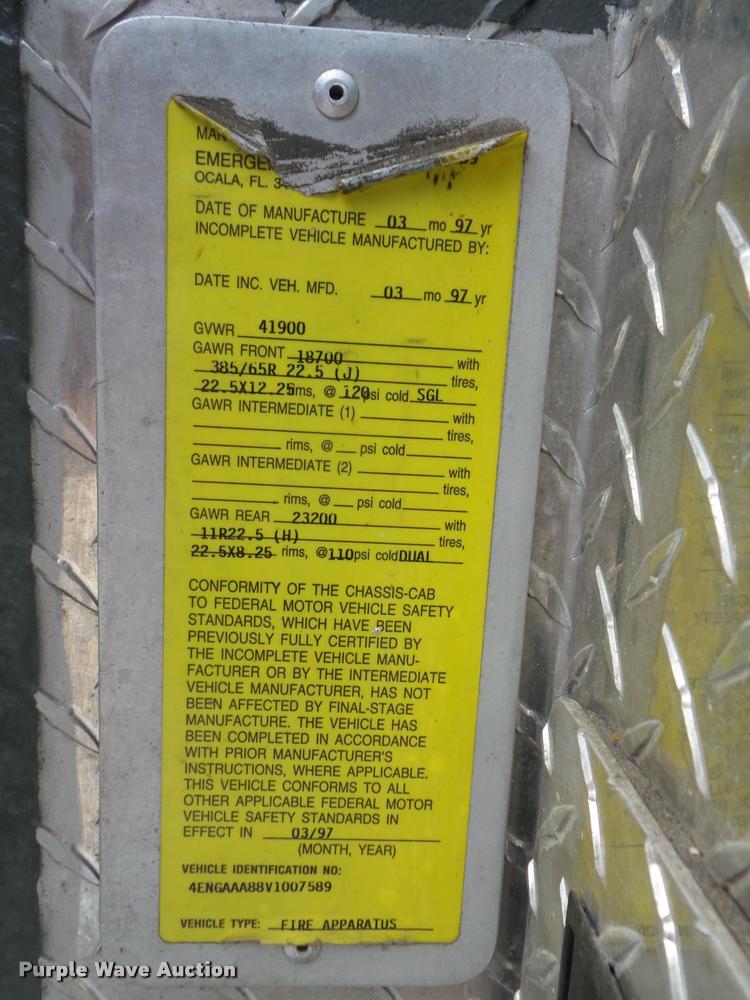 MAN
EMERGE
OCALA, FL. 3
DATE OF MANUFACTURE 03 mo 97 yr
INCOMPLETE VEHICLE MANUFACTURED BY:
DATE INC. VEH. MFD. 03 mo 97 yr
GVWR 41900
GAWR FRONT 18700 with
385/65R 22.5 (J) tires,
22.5X12.25 rims, @ 120 psi cold SGL
GAWR INTERMEDIATE (1) with
tires,
rims, @ psi cold
GAWR INTERMEDIATE (2) with
tires,
rims, @ psi cold
GAWR REAR 23200 with
11R22.5 (H) tires,
22.5X8.25 rims, @110psi cold DUAL
CONFORMITY OF THE CHASSIS-CAB
TO FEDERAL MOTOR VEHICLE SAFETY
STANDARDS, WHICH HAVE BEEN
PREVIOUSLY FULLY CERTIFIED BY
THE INCOMPLETE VEHICLE MANU-
FACTURER OR BY THE INTERMEDIATE
VEHICLE MANUFACTURER, HAS NOT
BEEN AFFECTED BY FINAL-STAGE
MANUFACTURE. THE VEHICLE HAS
BEEN COMPLETED IN ACCORDANCE
WITH PRIOR MANUFACTURER'S
INSTRUCTIONS, WHERE APPLICABLE.
THIS VEHICLE CONFORMS TO ALL
OTHER APPLICABLE FEDERAL MOTOR
VEHICLE SAFETY STANDARDS IN
EFFECT IN 03/97
(MONTH, YEAR)
VEHICLE IDENTIFICATION NO:
4ENGAAA88V1007589
VEHICLE TYPE: FIRE APPARATUS
Purple Wave Auction